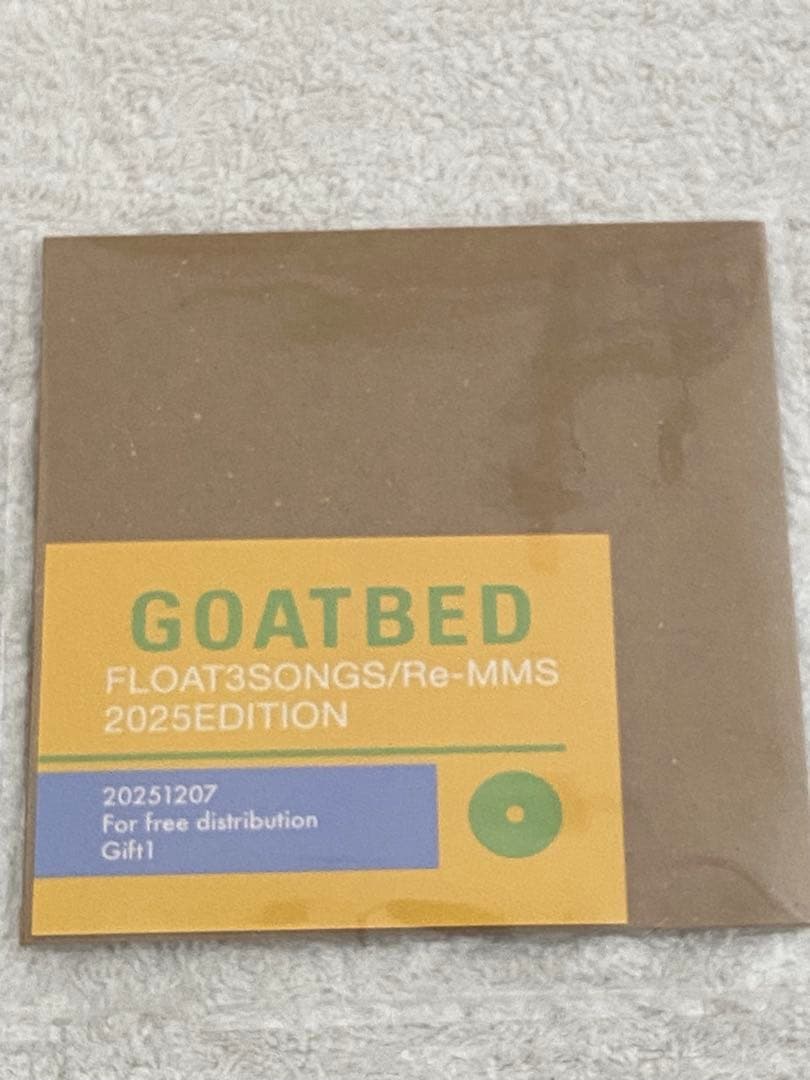 GOATBED
FLOAT3SONGS/Re-MMS
2025EDITION
20251207
For free distribution
Gift1